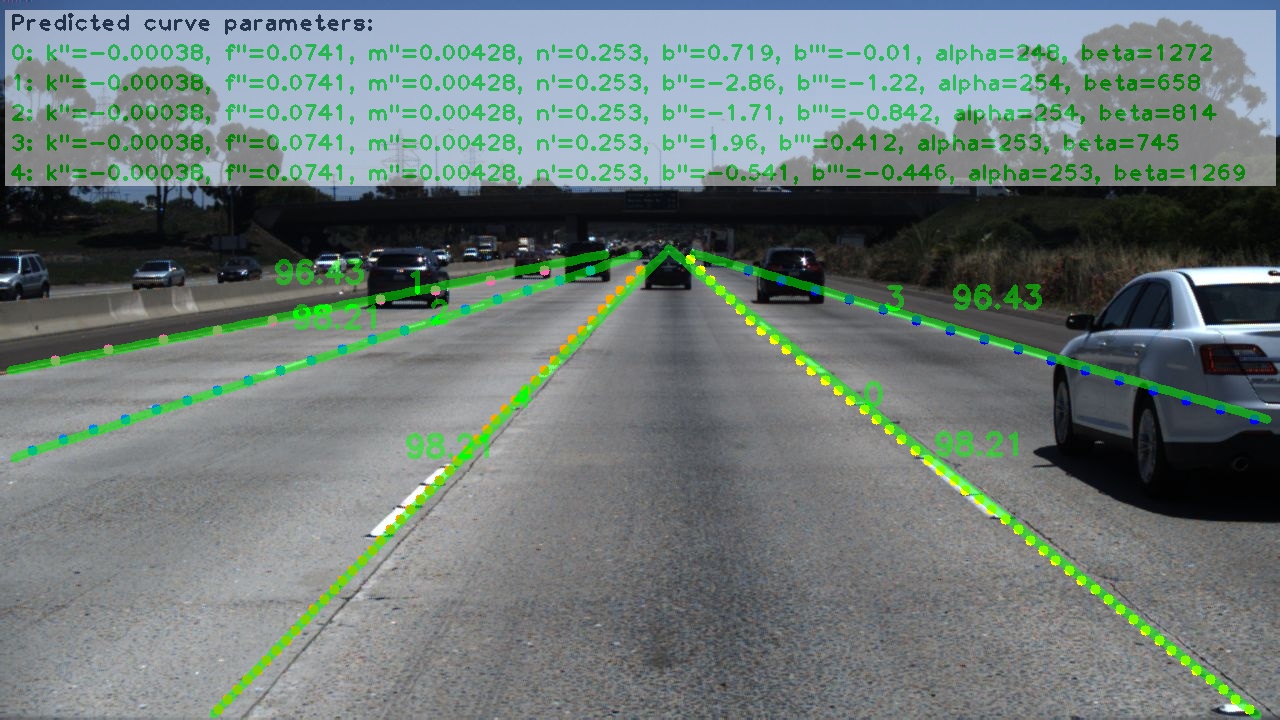 Predicted curve parameters:
0: k''=-0.00038, f''=0.0741, m''=0.00428, n'=0.253, b''=0.719, b'''=-0.01, alpha=248, beta=1272
1: k''=-0.00038, f''=0.0741, m''=0.00428, n'=0.253, b''=-2.86, b'''=-1.22, alpha=254, beta=658
2: k''=-0.00038, f''=0.0741, m''=0.00428, n'=0.253, b''=-1.71, b'''=-0.842, alpha=254, beta=814
3: k''=-0.00038, f''=0.0741, m''=0.00428, n'=0.253, b''=1.96, b'''=0.412, alpha=253, beta=745
4: k''=-0.00038, f''=0.0741, m''=0.00428, n'=0.253, b''=-0.541, b'''=-0.446, alpha=253, beta=1269
96.43 1
98.21 2
3 96.43
0
98.21
98.21